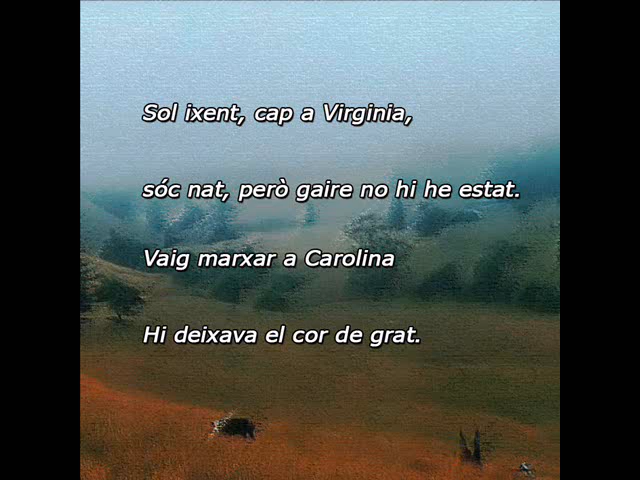 Sol ixent, cap a Virginia,
sóc nat, però gaire no hi he estat.
Vaig marxar a Carolina
Hi deixava el cor de grat.